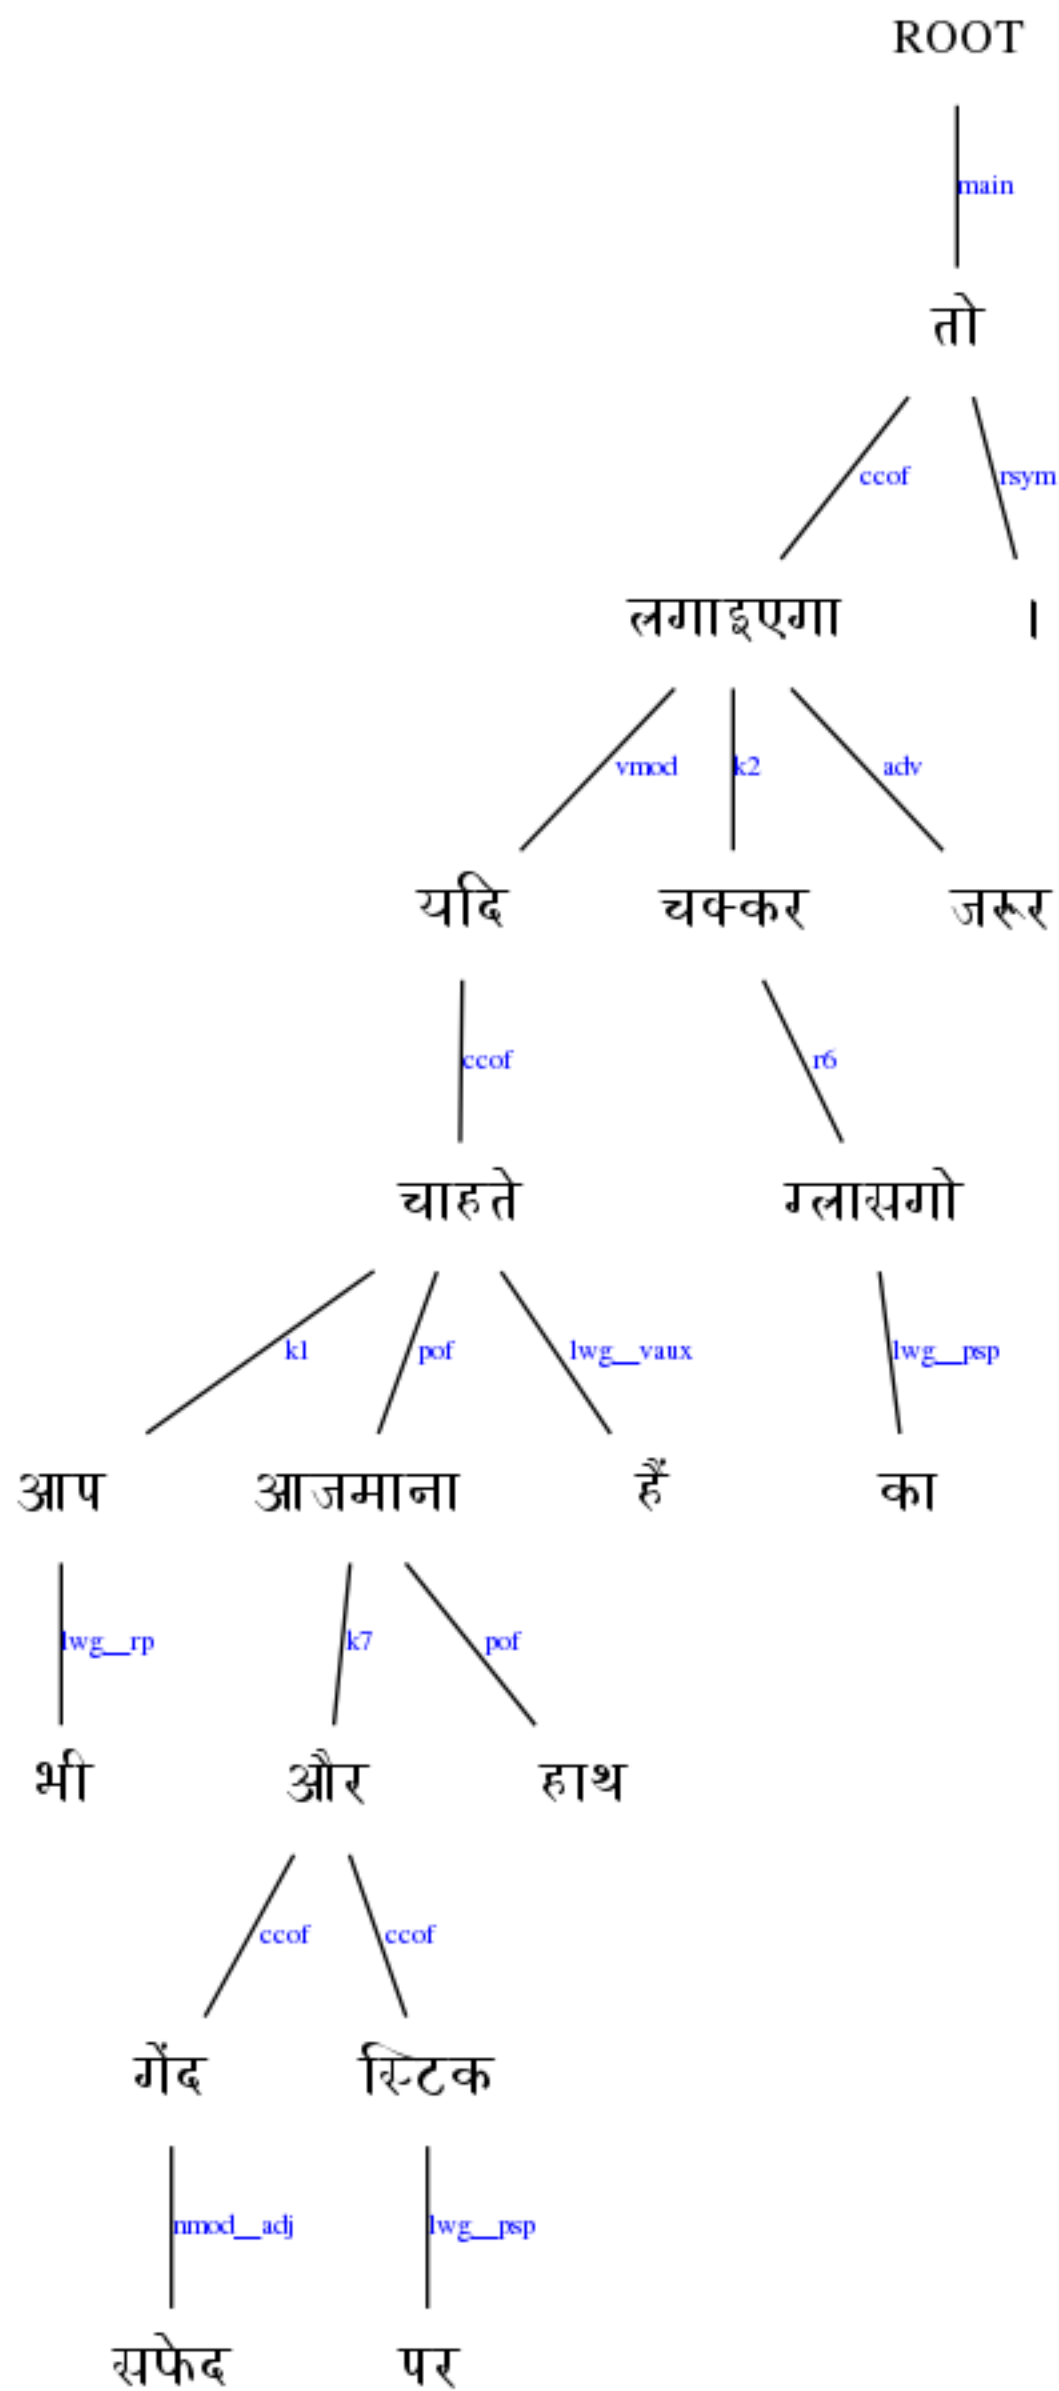 ROOT
main
तो
ccof rsym
लगाइएगा ।
vmod k2 adv
यदि चक्कर जरूर
ccof r6
चाहते ग्लासगो
k1 pof lwg__vaux lwg__psp
आप आजमाना हैं का
lwg__rp k7 pof
भी और हाथ
ccof ccof
गेंद स्टिक
nmod__adj lwg__psp
सफेद पर